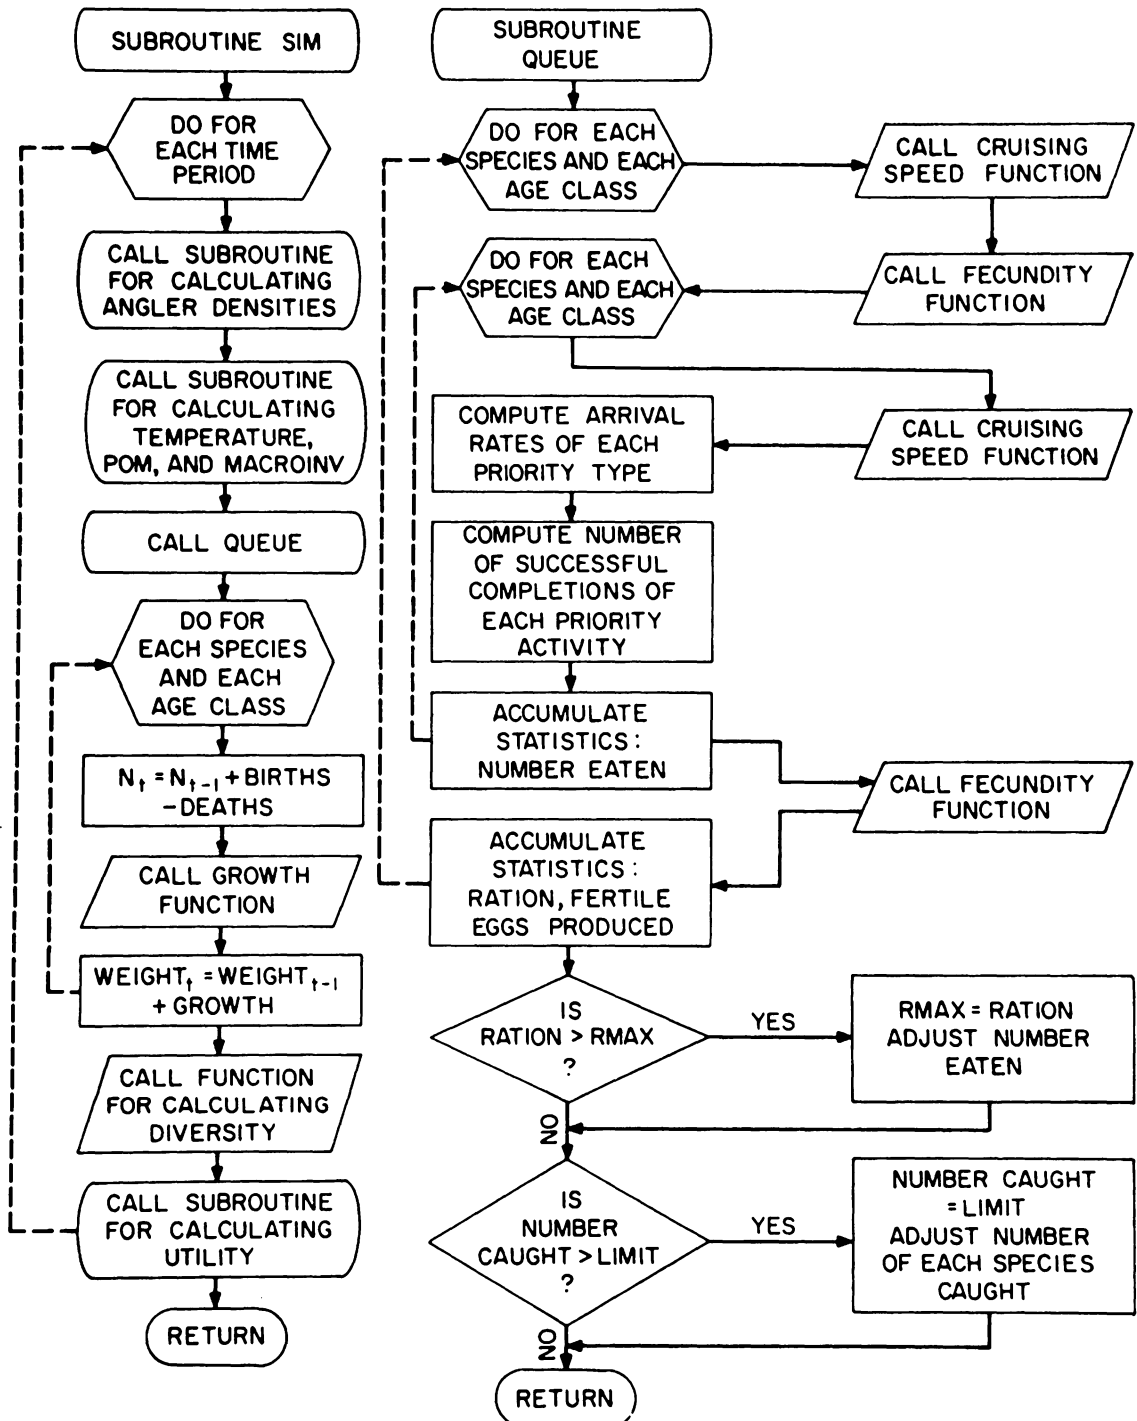 SUBROUTINE SIM
DO FOR
EACH TIME
PERIOD
CALL SUBROUTINE
FOR CALCULATING
ANGLER DENSITIES
CALL SUBROUTINE
FOR CALCULATING
TEMPERATURE,
POM, AND MACROINV
CALL QUEUE
DO FOR
EACH SPECIES
AND EACH
AGE CLASS
Nₜ = Nₜ₋₁ + BIRTHS
- DEATHS
CALL GROWTH
FUNCTION
WEIGHTₜ = WEIGHTₜ₋₁
+ GROWTH
CALL FUNCTION
FOR CALCULATING
DIVERSITY
CALL SUBROUTINE
FOR CALCULATING
UTILITY
RETURN
SUBROUTINE
QUEUE
DO FOR EACH
SPECIES AND EACH
AGE CLASS
CALL CRUISING
SPEED FUNCTION
CALL FECUNDITY
FUNCTION
DO FOR EACH
SPECIES AND EACH
AGE CLASS
CALL CRUISING
SPEED FUNCTION
COMPUTE ARRIVAL
RATES OF EACH
PRIORITY TYPE
COMPUTE NUMBER
OF SUCCESSFUL
COMPLETIONS OF
EACH PRIORITY
ACTIVITY
ACCUMULATE
STATISTICS:
NUMBER EATEN
CALL FECUNDITY
FUNCTION
ACCUMULATE
STATISTICS:
RATION, FERTILE
EGGS PRODUCED
IS
RATION > RMAX
?
YES
RMAX = RATION
ADJUST NUMBER
EATEN
NO
IS
NUMBER
CAUGHT > LIMIT
?
YES
NUMBER CAUGHT
= LIMIT
ADJUST NUMBER
OF EACH SPECIES
CAUGHT
NO
RETURN